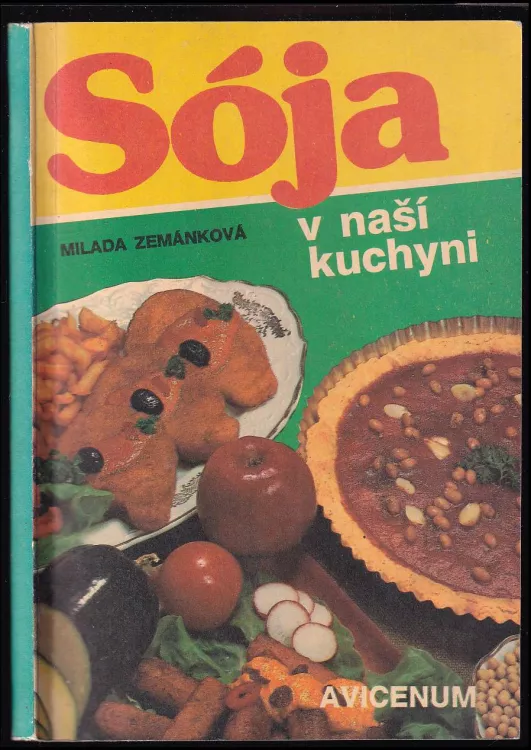 Sója
MILADA ZEMÁNKOVÁ
v naší
kuchyni
AVICENUM